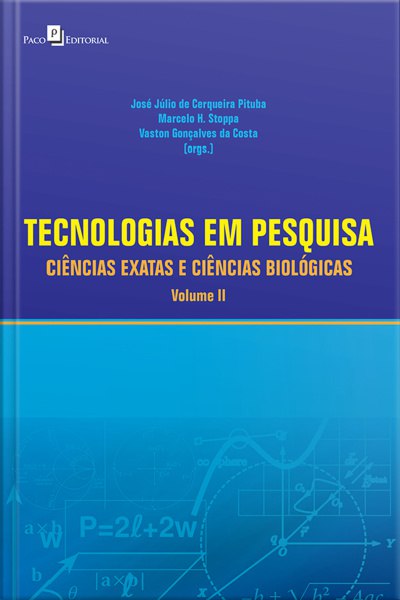 PACO EDITORIAL
José Júlio de Cerqueira Pituba
Marcelo H. Stoppa
Vaston Gonçalves da Costa
(orgs.)
TECNOLOGIAS EM PESQUISA
CIÊNCIAS EXATAS E CIÊNCIAS BIOLÓGICAS
Volume II
sphere
a×b
w
P=2ℓ+2w
|a×b|
θ
q
O
P
x